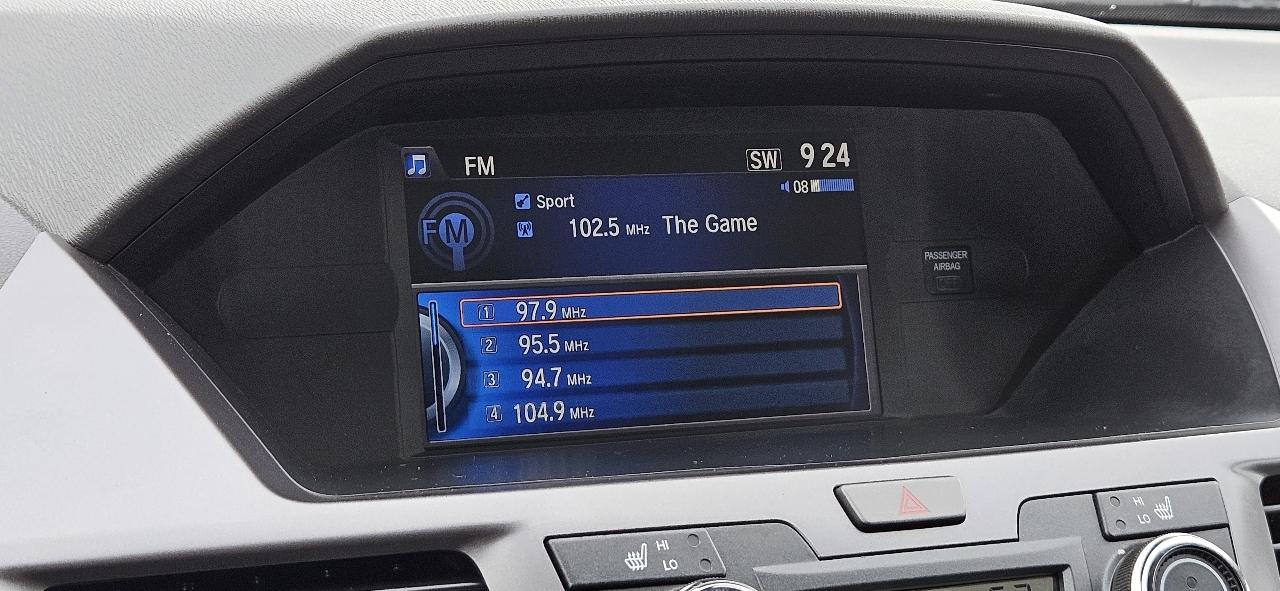 FM SW 9 24
08
Sport
FM
102.5 MHz The Game
PASSENGER
AIRBAG
1 97.9 MHz
2 95.5 MHz
3 94.7 MHz
4 104.9 MHz
HI
LO
HI
LO